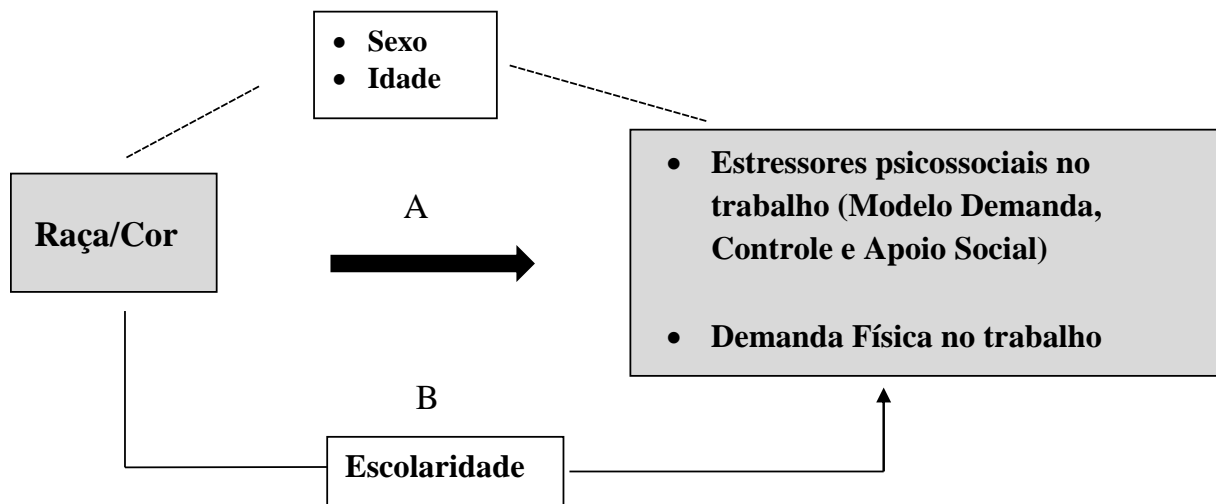 • Sexo
• Idade
Raça/Cor
A
• Estressores psicossociais no
trabalho (Modelo Demanda,
Controle e Apoio Social)
• Demanda Física no trabalho
B
Escolaridade